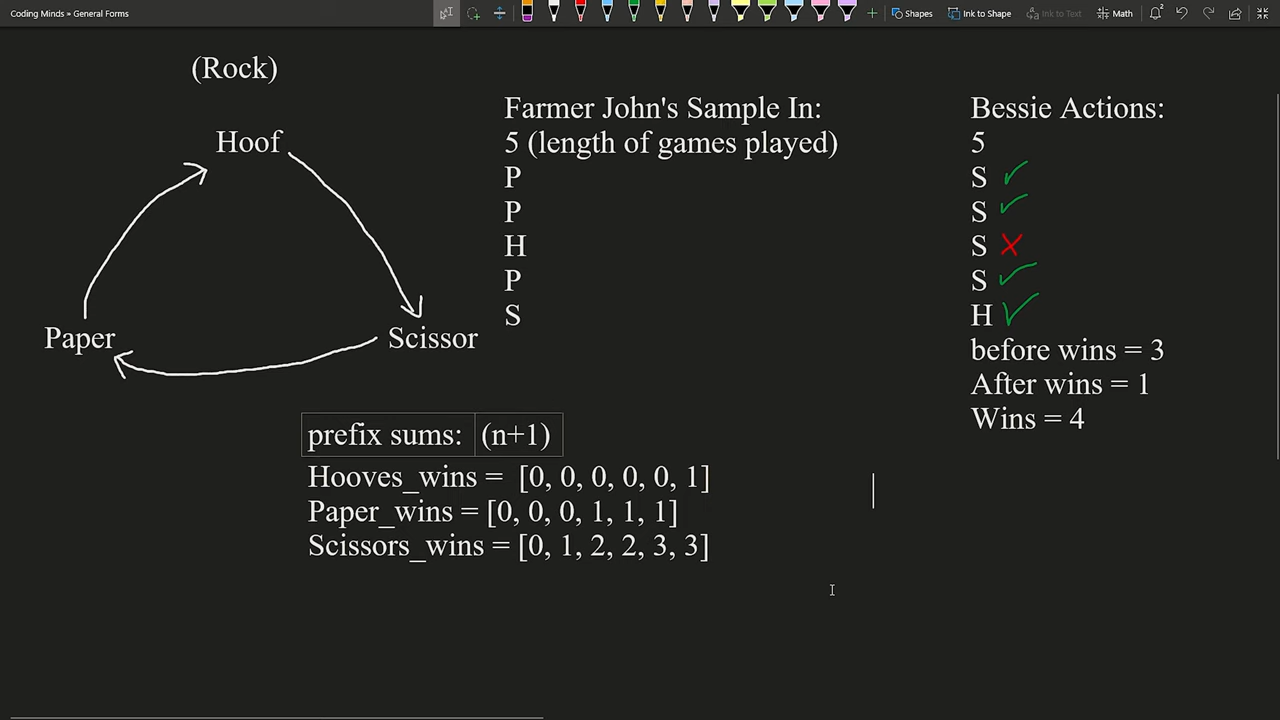 Coding Minds » General Forms
Shapes
Ink to Shape
Ink to Text
Math
(Rock)
Hoof
Paper
Scissor
Farmer John's Sample In:
5 (length of games played)
P
P
H
P
S
Bessie Actions:
5
S
S
S
S
H
before wins = 3
After wins = 1
Wins = 4
prefix sums: (n+1)
Hooves_wins = [0, 0, 0, 0, 0, 1]
Paper_wins = [0, 0, 0, 1, 1, 1]
Scissors_wins = [0, 1, 2, 2, 3, 3]